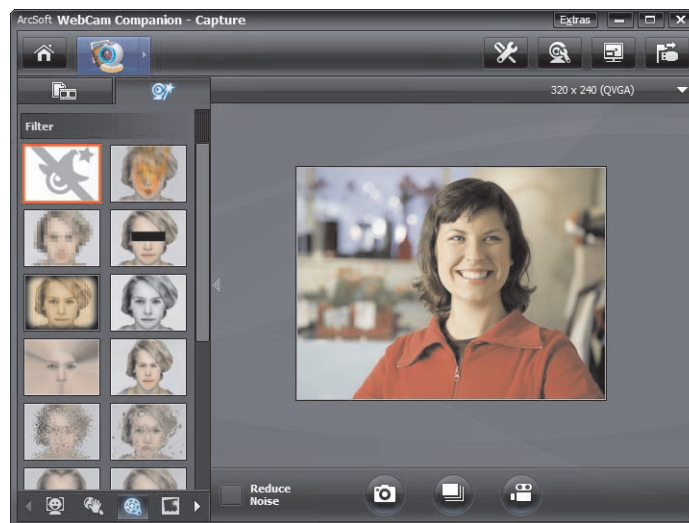 ArcSoft WebCam Companion - Capture
Extras
320 x 240 (QVGA)
Filter
Reduce
Noise